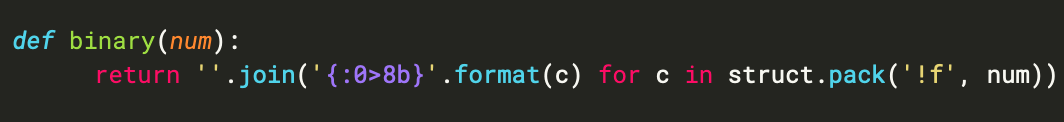 def binary(num):
return ''.join('{:0>8b}'.format(c) for c in struct.pack('!f', num))